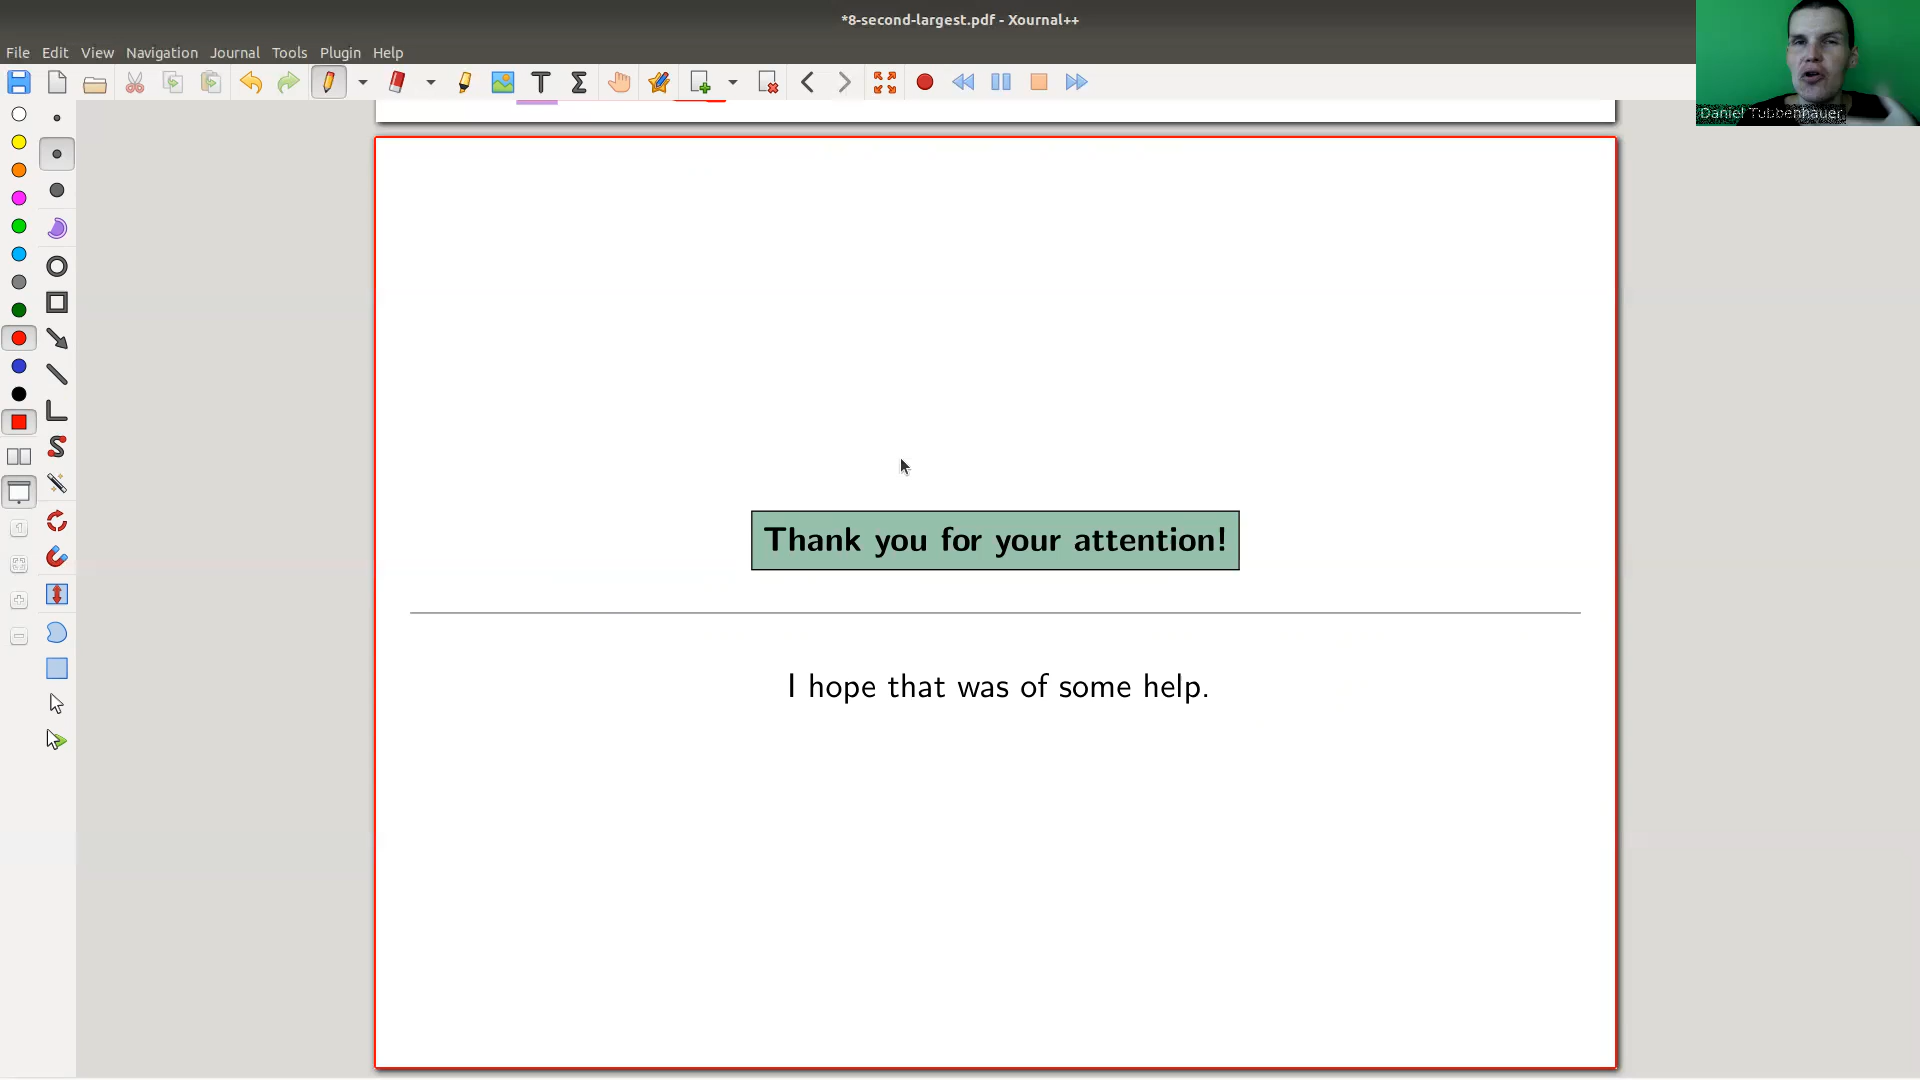 *8-second-largest.pdf - Xournal++
File Edit View Navigation Journal Tools Plugin Help
Daniel Tubbenhauer
Thank you for your attention!
I hope that was of some help.